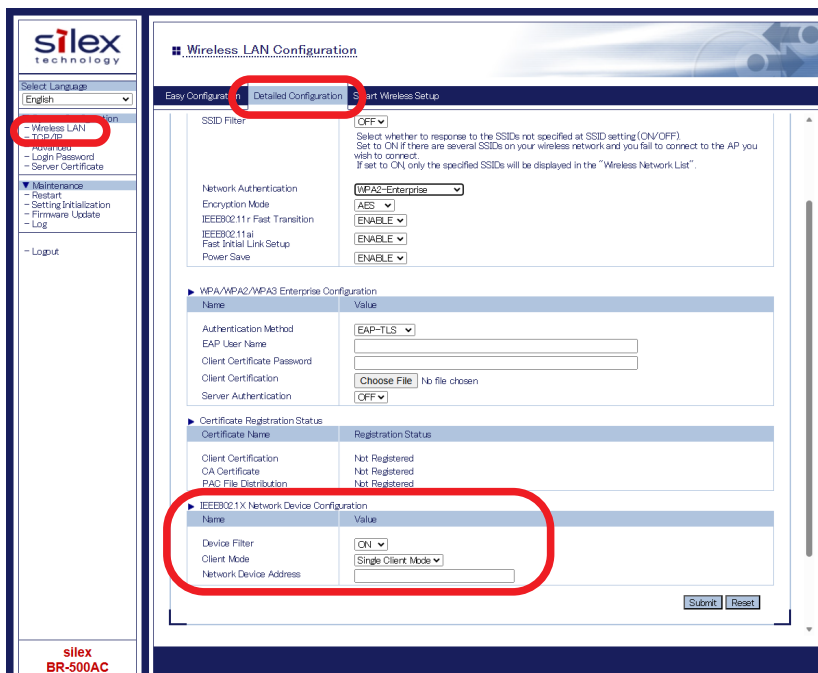 silex
technology
Select Language
English
Wireless LAN
TCP/IP
Advanced
Login Password
Server Certificate
▼ Maintenance
Restart
Setting Initialization
Firmware Update
Log
Logout
silex
BR-500AC
Wireless LAN Configuration
Easy Configuration Detailed Configuration Smart Wireless Setup
SSID Filter OFF
Select whether to response to the SSIDs not specified at SSID setting (ON/OFF).
Set to ON if there are several SSIDs on your wireless network and you fail to connect to the AP you
wish to connect.
If set to ON, only the specified SSIDs will be displayed in the "Wireless Network List".
Network Authentication WPA2-Enterprise
Encryption Mode AES
IEEE802.11r Fast Transition ENABLE
IEEE802.11ai
Fast Initial Link Setup ENABLE
Power Save ENABLE
▶ WPA/WPA2/WPA3 Enterprise Configuration
Name Value
Authentication Method EAP-TLS
EAP User Name
Client Certificate Password
Client Certification Choose File No file chosen
Server Authentication OFF
▶ Certificate Registration Status
Certificate Name Registration Status
Client Certification Not Registered
CA Certificate Not Registered
PAC File Distribution Not Registered
▶ IEEE802.1X Network Device Configuration
Name Value
Device Filter ON
Client Mode Single Client Mode
Network Device Address
Submit Reset